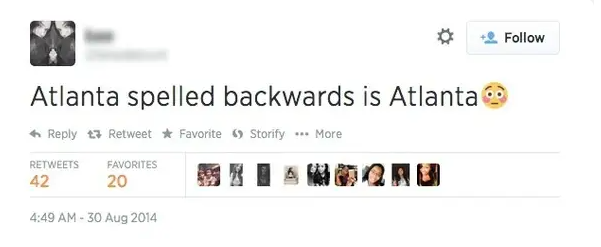 Follow
Atlanta spelled backwards is Atlanta😳
Reply Retweet Favorite Storify More
RETWEETS FAVORITES
42 20
4:49 AM - 30 Aug 2014